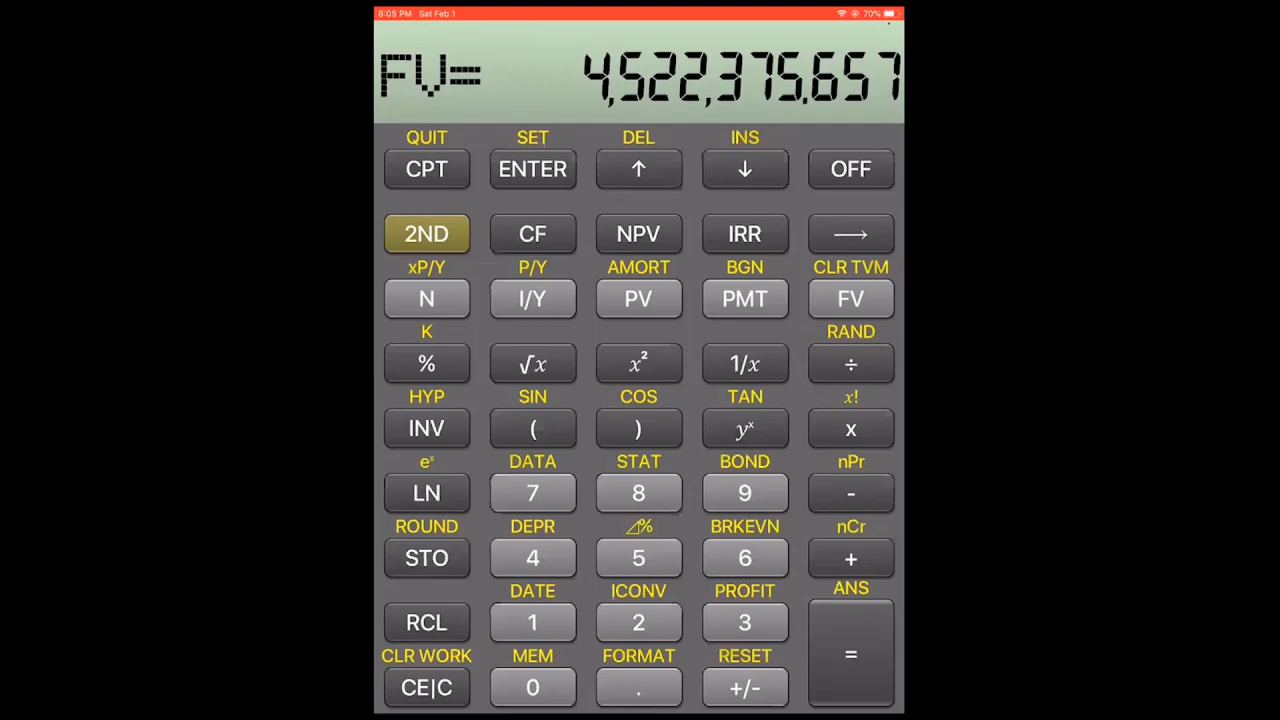 8:05 PM Sat Feb 1 70%
FV= 4,522,375,657
QUIT SET DEL INS
CPT ENTER ↑ ↓ OFF
2ND CF NPV IRR →
xP/Y P/Y AMORT BGN CLR TVM
N I/Y PV PMT FV
K RAND
% √x x² 1/x ÷
HYP SIN COS TAN x!
INV ( ) yˣ x
eˣ DATA STAT BOND nPr
LN 7 8 9 -
ROUND DEPR ⊿% BRKEVN nCr
STO 4 5 6 +
DATE ICONV PROFIT ANS
RCL 1 2 3 =
CLR WORK MEM FORMAT RESET
CE|C 0 . +/-